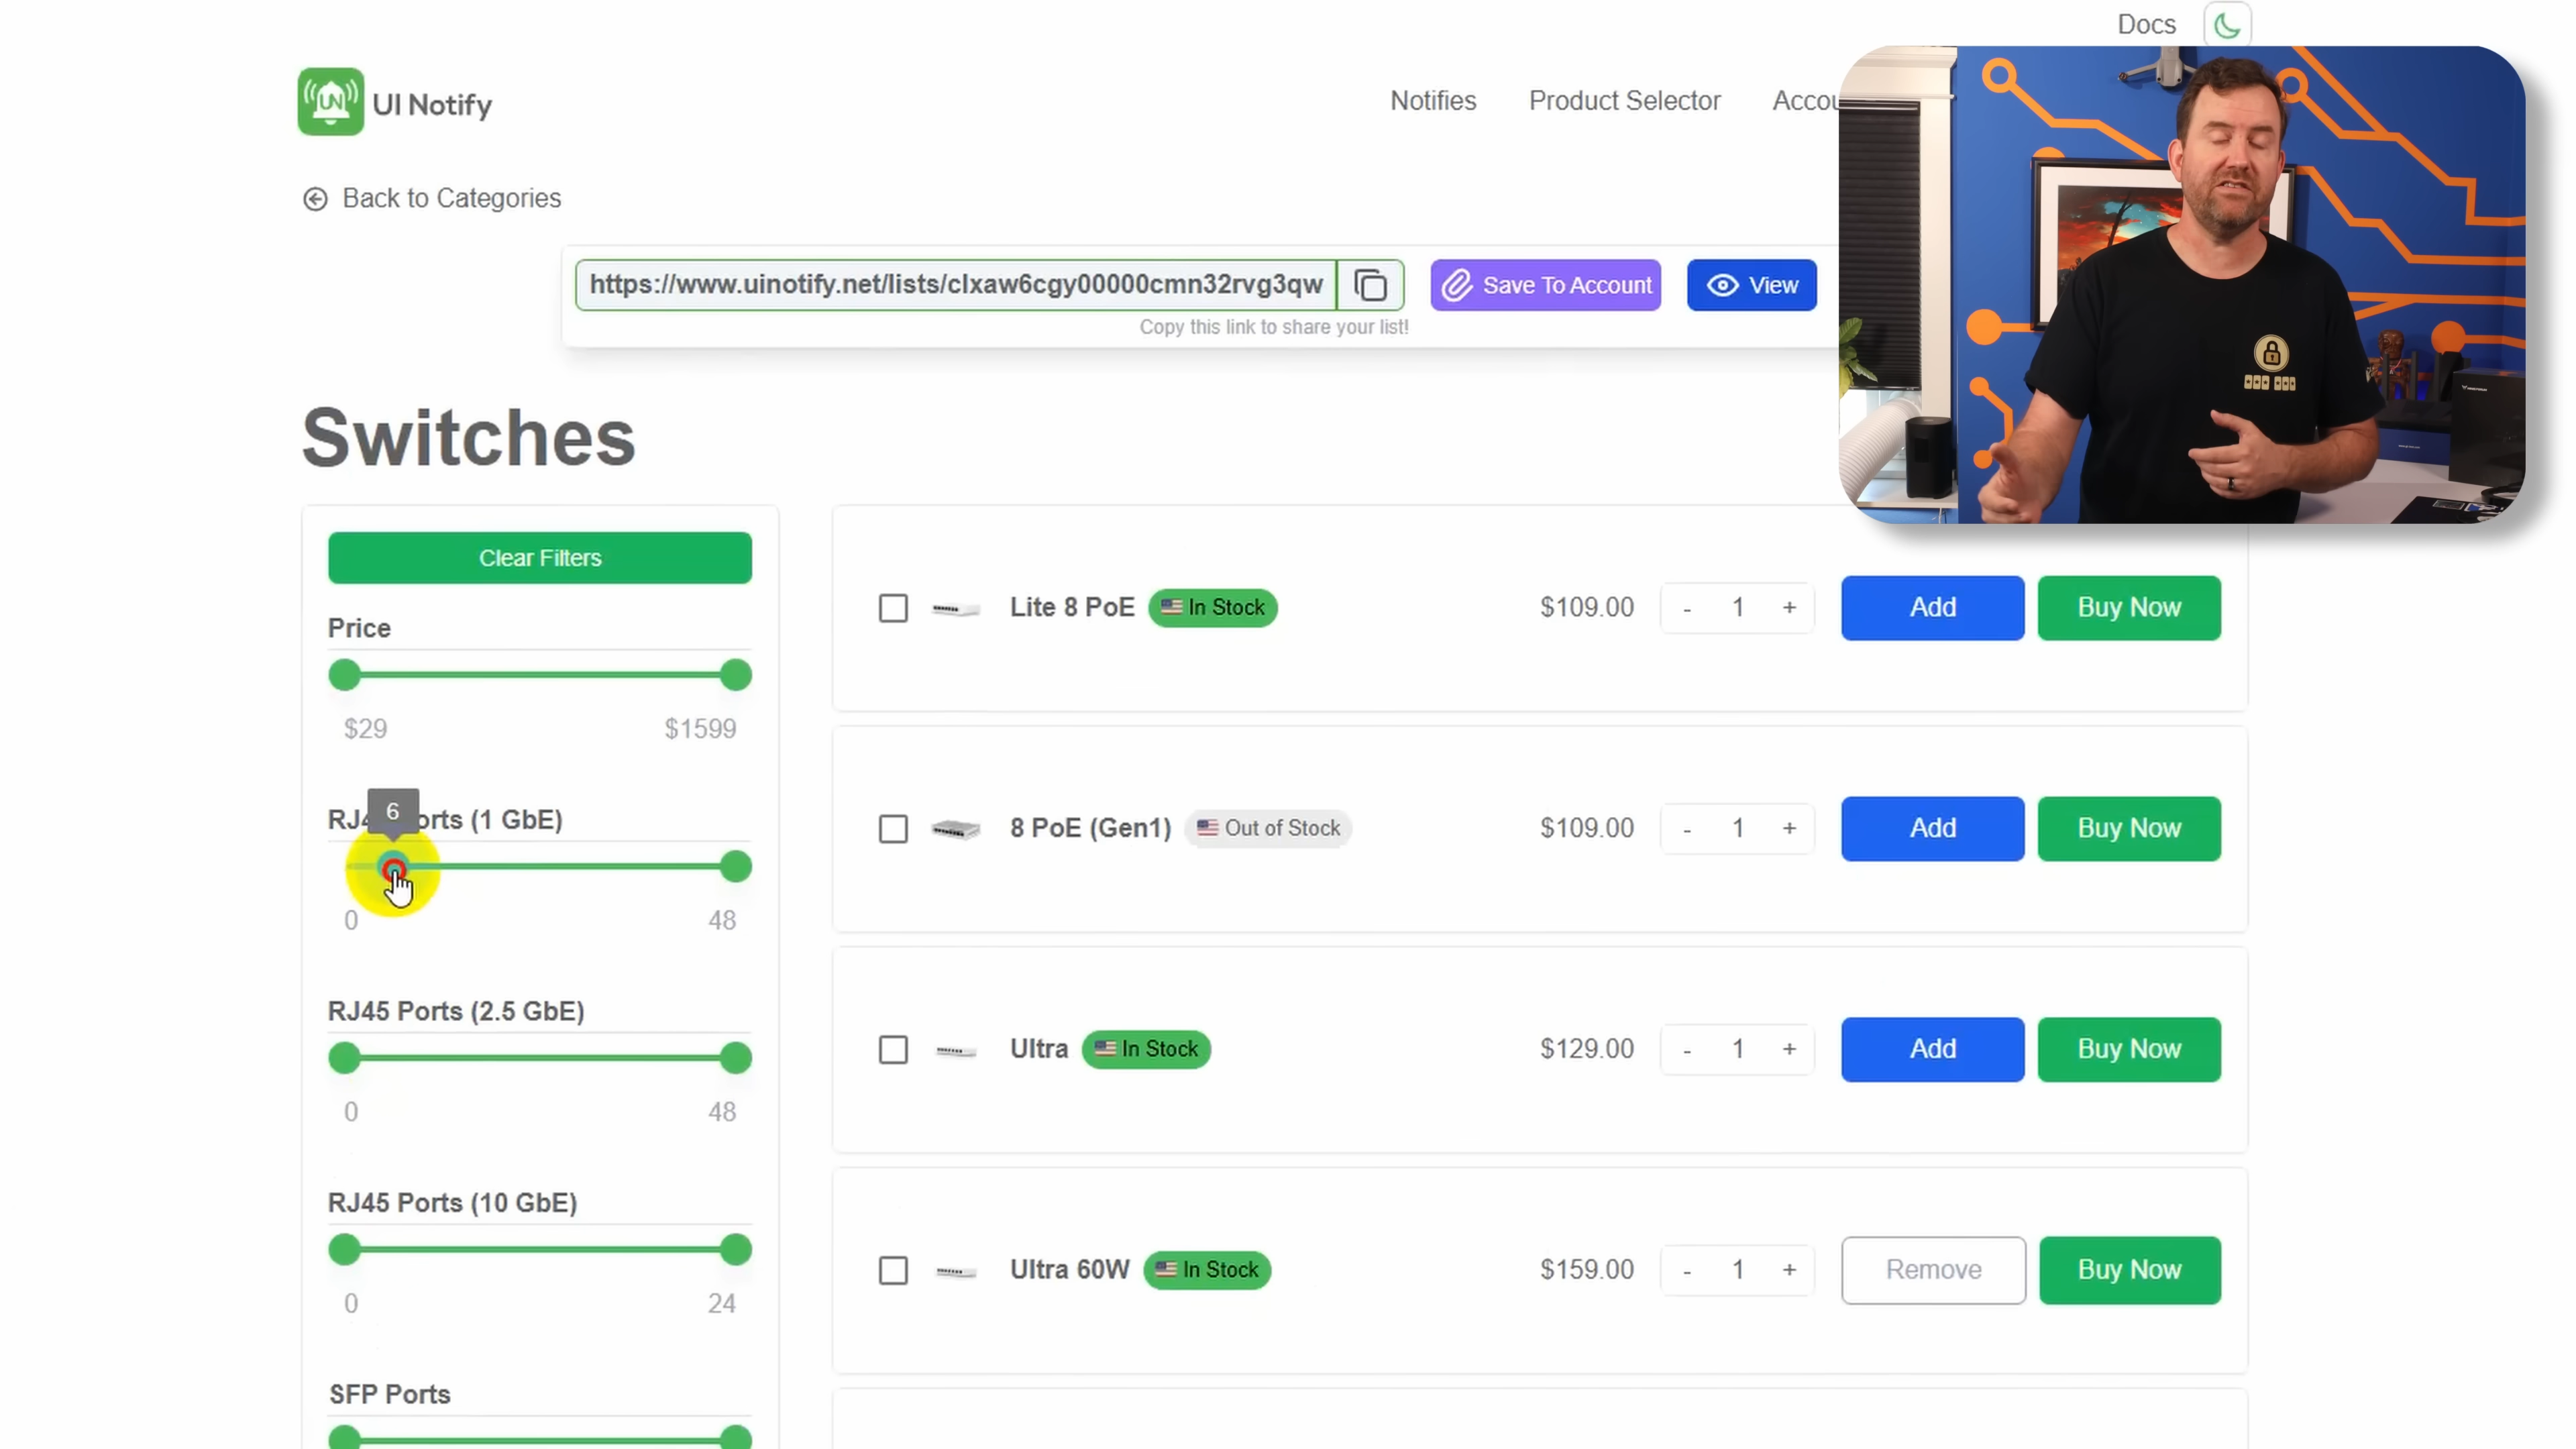 Docs
UI Notify
Notifies
Product Selector
Accou
Back to Categories
https://www.uinotify.net/lists/clxaw6cgy00000cmn32rvg3qw
Save To Account
View
Copy this link to share your list!
Switches
Clear Filters
Price
$29 $1599
6
RJ4 orts (1 GbE)
0 48
RJ45 Ports (2.5 GbE)
0 48
RJ45 Ports (10 GbE)
0 24
SFP Ports
Lite 8 PoE In Stock $109.00 - 1 + Add Buy Now
8 PoE (Gen1) Out of Stock $109.00 - 1 + Add Buy Now
Ultra In Stock $129.00 - 1 + Add Buy Now
Ultra 60W In Stock $159.00 - 1 + Remove Buy Now